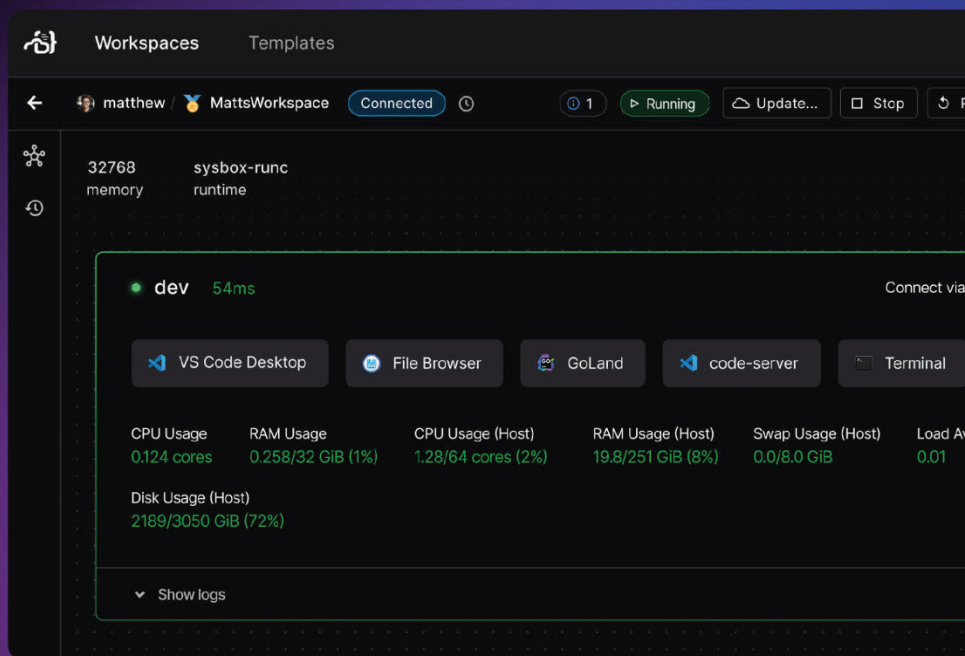 Workspaces Templates
matthew / MattsWorkspace Connected 1 Running Update... Stop
32768 sysbox-runc
memory runtime
dev 54ms Connect via
VS Code Desktop File Browser GoLand code-server Terminal
CPU Usage RAM Usage CPU Usage (Host) RAM Usage (Host) Swap Usage (Host) Load Av
0.124 cores 0.258/32 GiB (1%) 1.28/64 cores (2%) 19.8/251 GiB (8%) 0.0/8.0 GiB 0.01
Disk Usage (Host)
2189/3050 GiB (72%)
Show logs